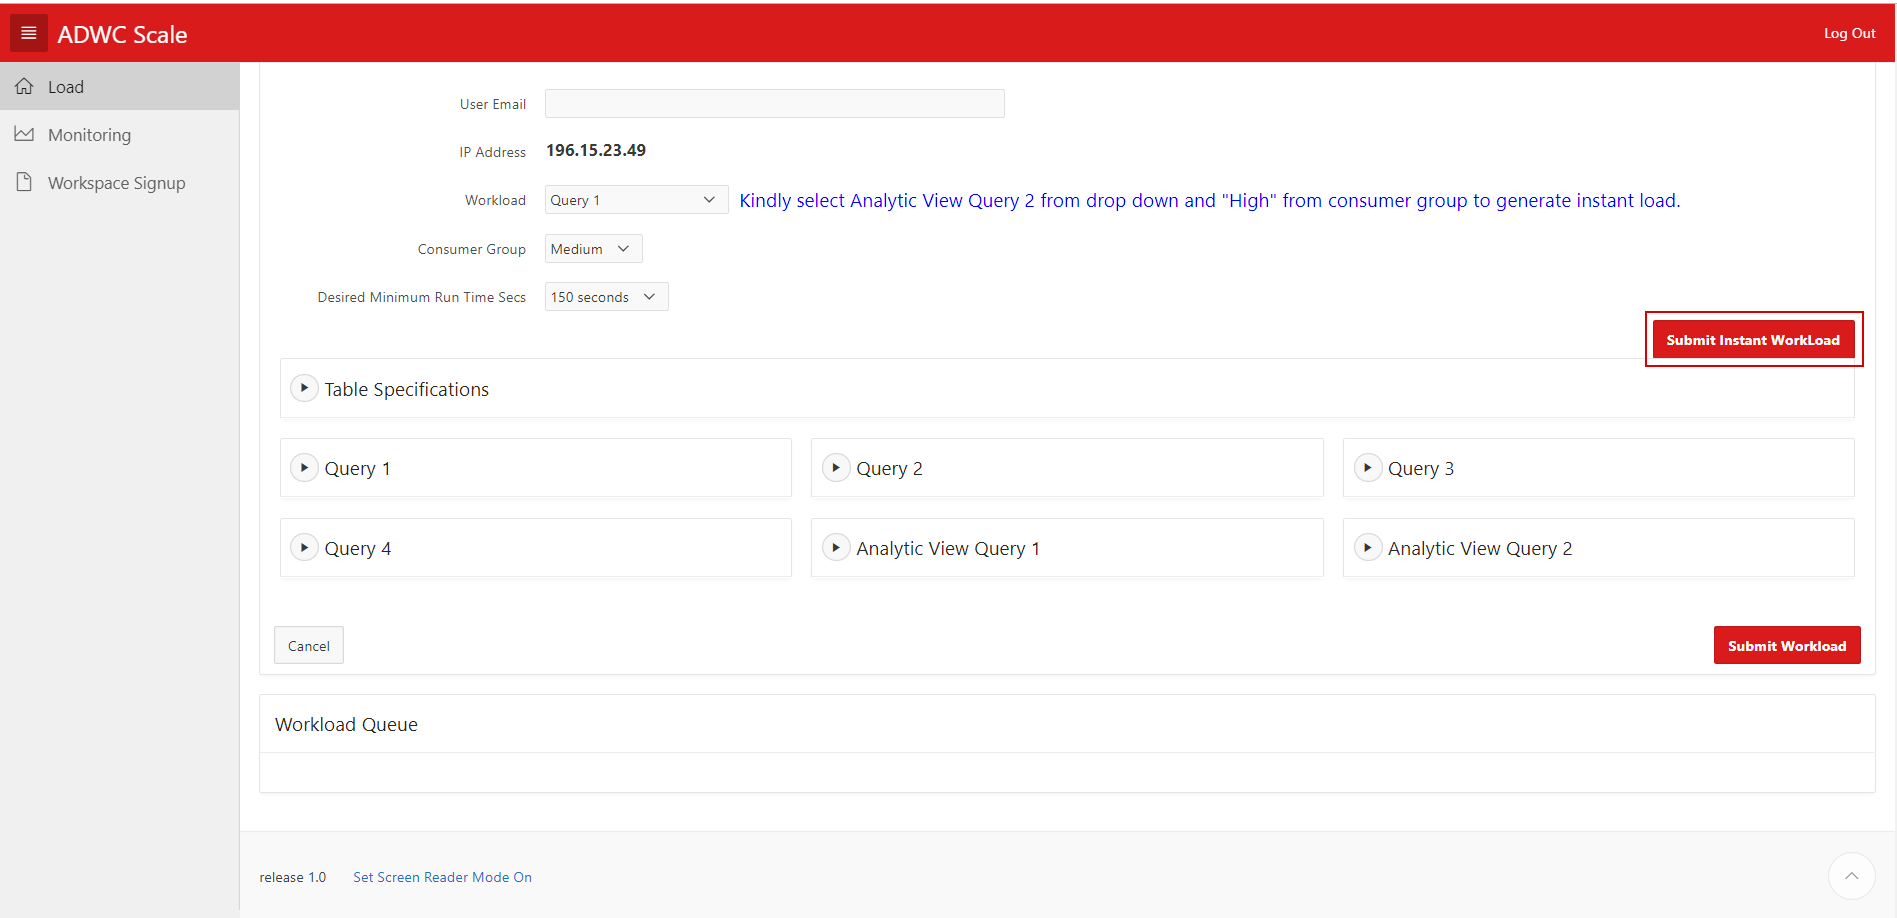 ADWC Scale
Log Out
Load
Monitoring
Workspace Signup
User Email
IP Address 196.15.23.49
Workload Query 1 Kindly select Analytic View Query 2 from drop down and "High" from consumer group to generate instant load.
Consumer Group Medium
Desired Minimum Run Time Secs 150 seconds
Submit Instant WorkLoad
Table Specifications
Query 1 Query 2 Query 3
Query 4 Analytic View Query 1 Analytic View Query 2
Cancel Submit Workload
Workload Queue
release 1.0 Set Screen Reader Mode On